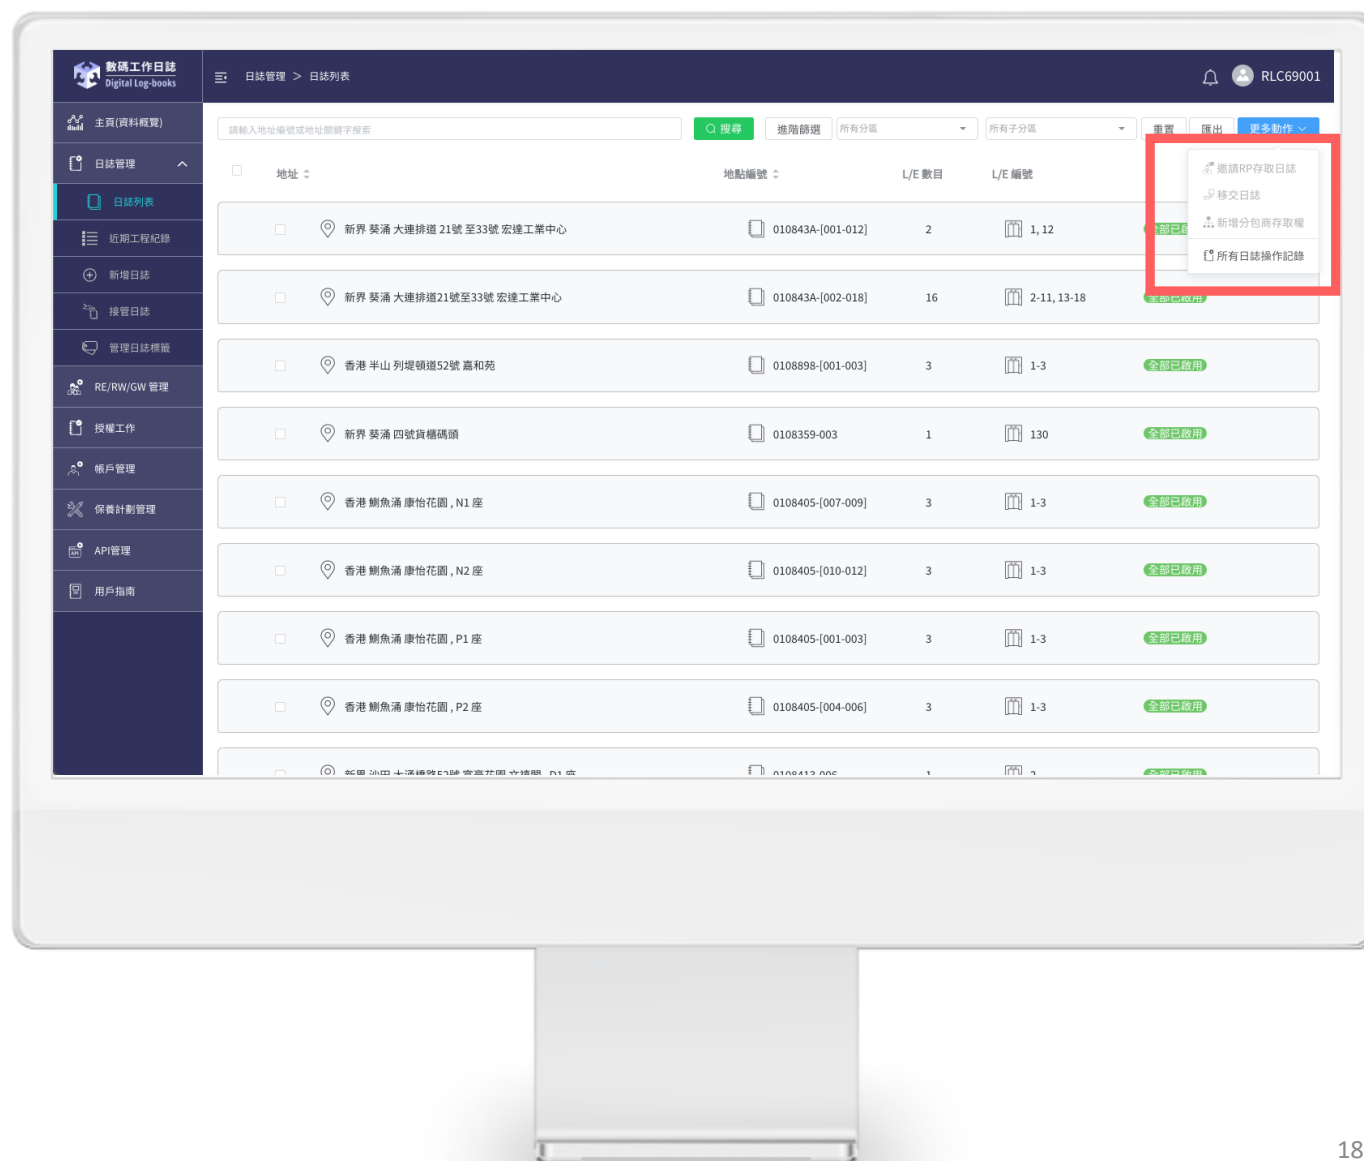 數碼工作日誌
Digital Log-books
日誌管理 > 日誌列表
RLC69001
主頁(資料概覽)
日誌管理
日誌列表
近期工程紀錄
新增日誌
接管日誌
管理日誌標籤
RE/RW/GW 管理
授權工作
帳戶管理
保養計劃管理
API管理
用戶指南
請輸入地址編號或地址關鍵字搜索 搜尋 進階篩選 所有分區 所有子分區 重置 匯出 更多動作
邀請RP存取日誌
移交日誌
新增分包商存取權
所有日誌操作記錄
地址 地點編號 L/E 數目 L/E 編號
新界 葵涌 大連排道 21號 至33號 宏達工業中心 010843A-[001-012] 2 1, 12
新界 葵涌 大連排道21號至33號 宏達工業中心 010843A-[002-018] 16 2-11, 13-18 全部已啟用
香港 半山 列堤頓道52號 嘉和苑 0108898-[001-003] 3 1-3 全部已啟用
新界 葵涌 四號貨櫃碼頭 0108359-003 1 130 全部已啟用
香港 鰂魚涌 康怡花園 , N1 座 0108405-[007-009] 3 1-3 全部已啟用
香港 鰂魚涌 康怡花園 , N2 座 0108405-[010-012] 3 1-3 全部已啟用
香港 鰂魚涌 康怡花園 , P1 座 0108405-[001-003] 3 1-3 全部已啟用
香港 鰂魚涌 康怡花園 , P2 座 0108405-[004-006] 3 1-3 全部已啟用
18